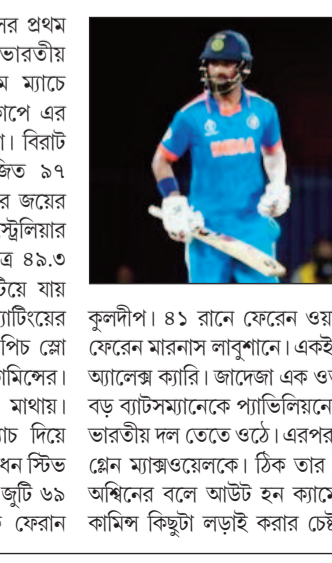 সর প্রথম
ভারতীয়
ম ম্যাচে
কাপে এর
া। বিরাট
জিত ৯৭
র জয়ের
স্ট্রেলিয়ার
ত্র ৪৯.৩
টিয়ে যায়
্যাটিংয়ের
পিচ স্লো
কামিন্সের।
মাথায়।
্যাচ দিয়ে
ধন স্টিভ
জুটি ৬৯
ফেরান
INDIA
কুলদীপ। ৪১ রানে ফেরেন ওয়া
ফেরেন মারনাস লাবুশানে। একই
অ্যালেক্স ক্যারি। জাদেজা এক ওভ
বড় ব্যাটসম্যানেকে প্যাভিলিয়নে
ভারতীয় দল তেতে ওঠে। এরপর
গ্লেন ম্যাক্সওয়েলকে। ঠিক তার
অশ্বিনের বলে আউট হন ক্যামে
কামিন্স কিছুটা লড়াই করার চেষ্ট